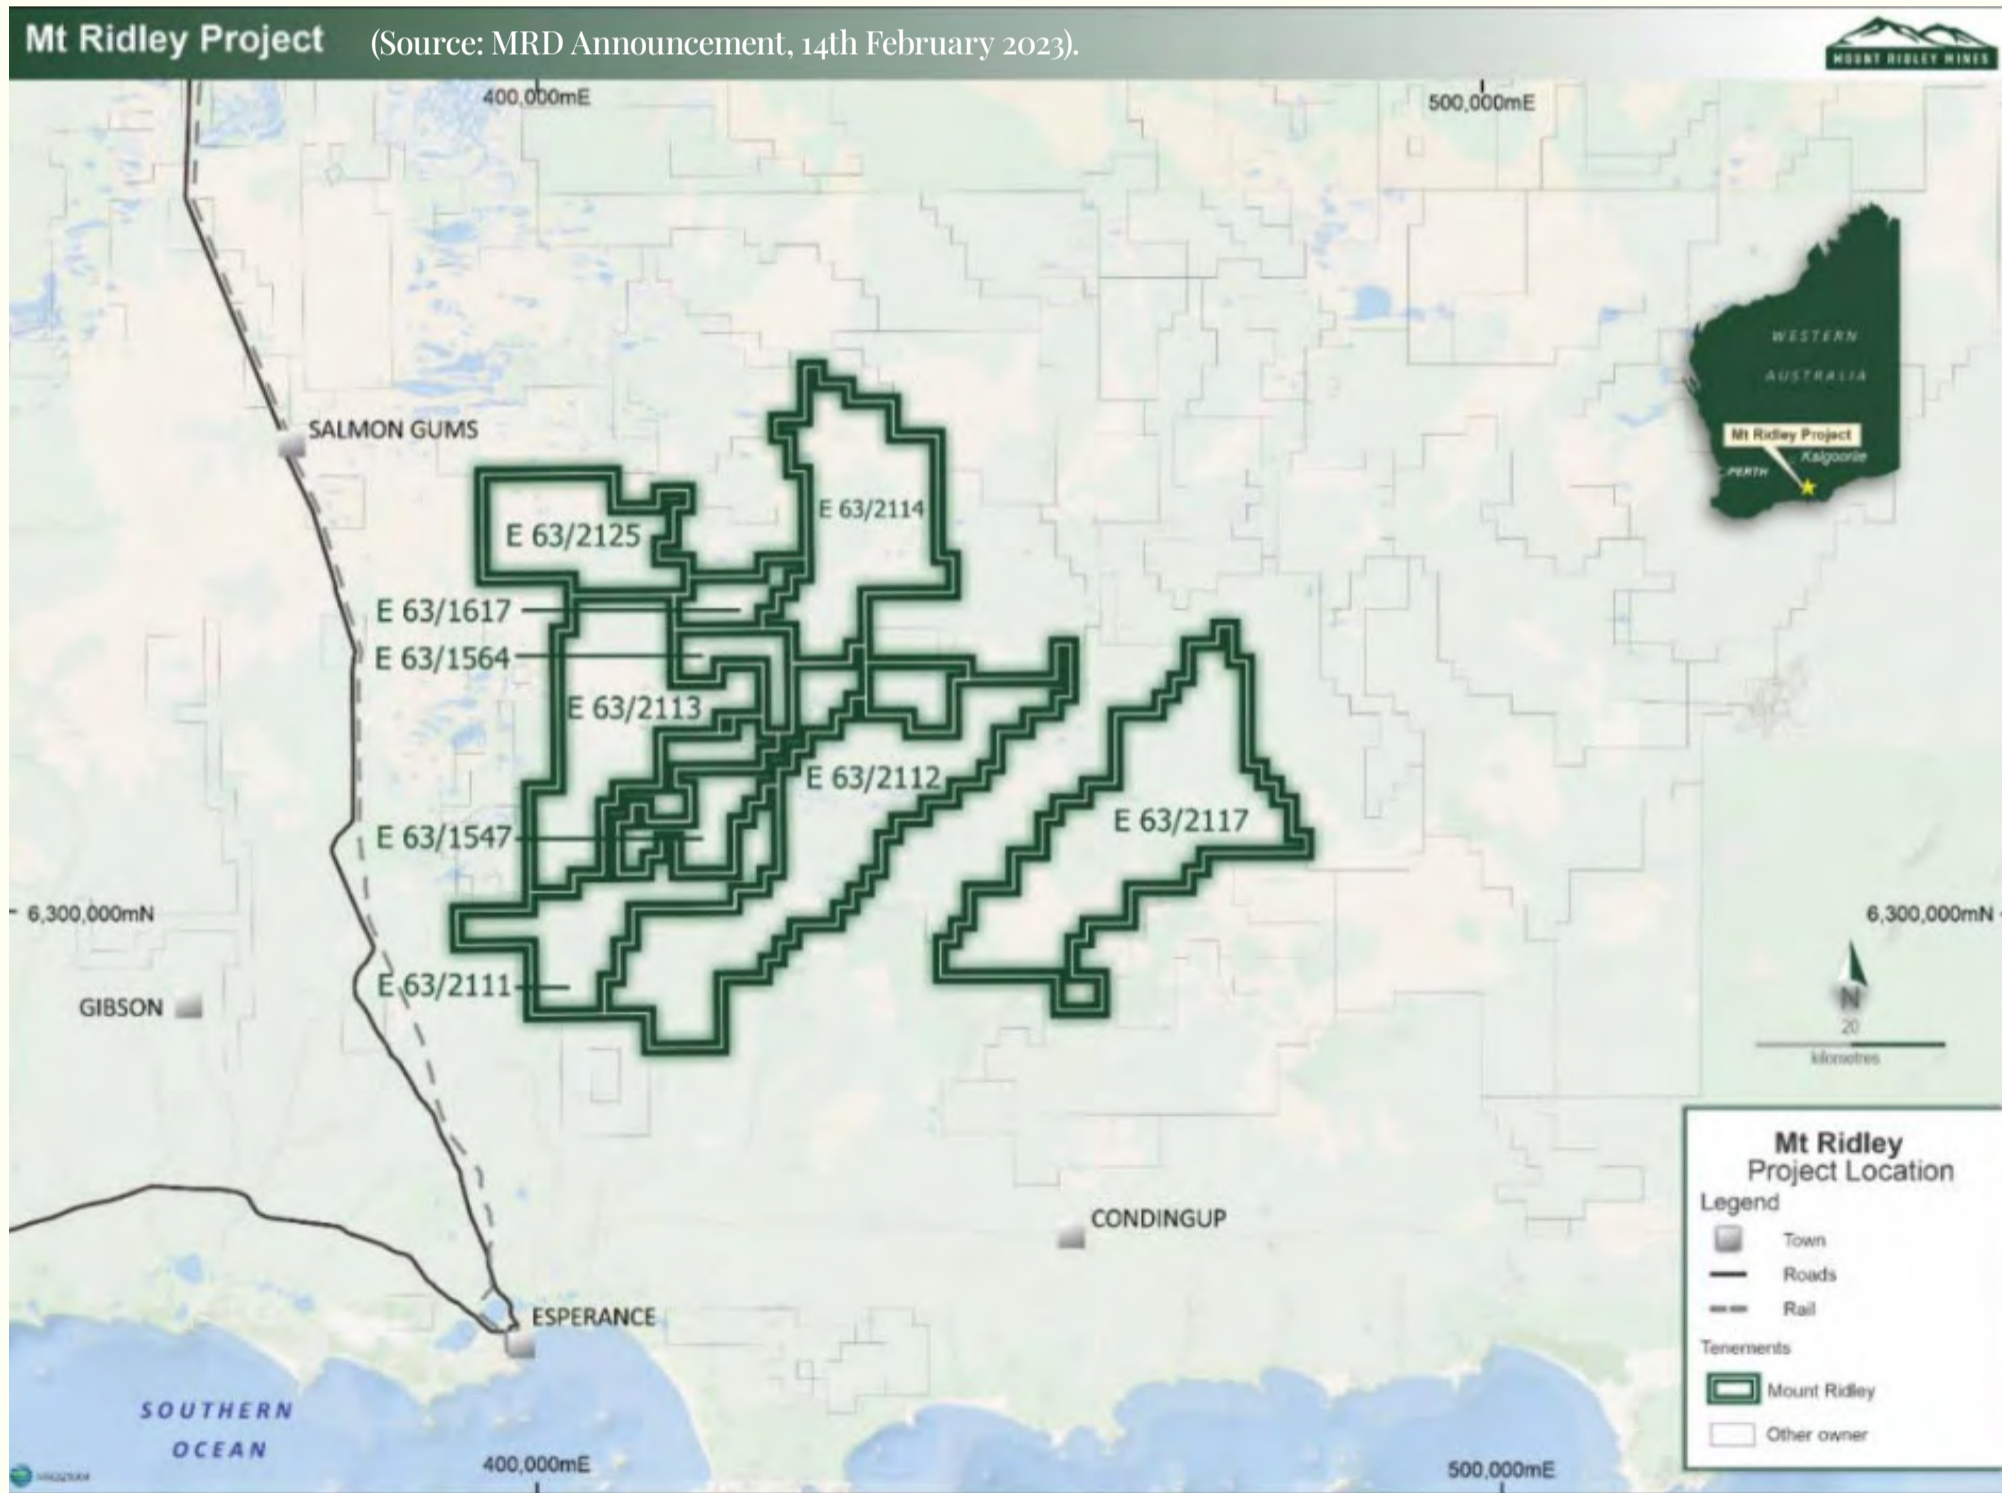 Mt Ridley Project (Source: MRD Announcement, 14th February 2023).
MOUNT RIDLEY MINES
400,000mE
500,000mE
WESTERN
AUSTRALIA
Mt Ridley Project
Kalgoorlie
PERTH
SALMON GUMS
E 63/2125
E 63/2114
E 63/1617
E 63/1564
E 63/2113
E 63/2112
E 63/1547
E 63/2117
6,300,000mN
6,300,000mN
E 63/2111
GIBSON
N
20
kilometres
CONDINGUP
ESPERANCE
SOUTHERN
OCEAN
400,000mE
500,000mE
Mt Ridley
Project Location
Legend
Town
Roads
Rail
Tenements
Mount Ridley
Other owner